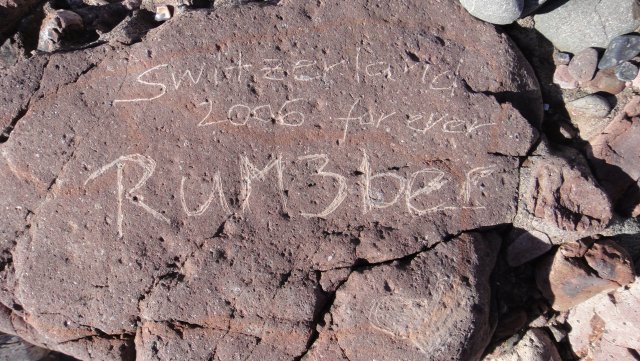 Switzerland
2006 forever
RuM3ber